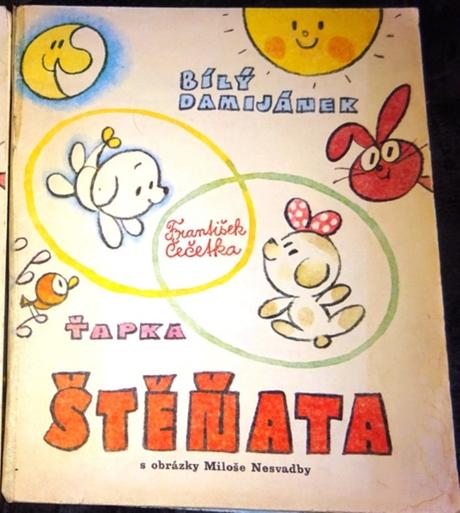 BÍLÝ
DAMIJÁNEK
František
Čečetka
ŤAPKA
ŠTĚŇATA
s obrázky Miloše Nesvadby